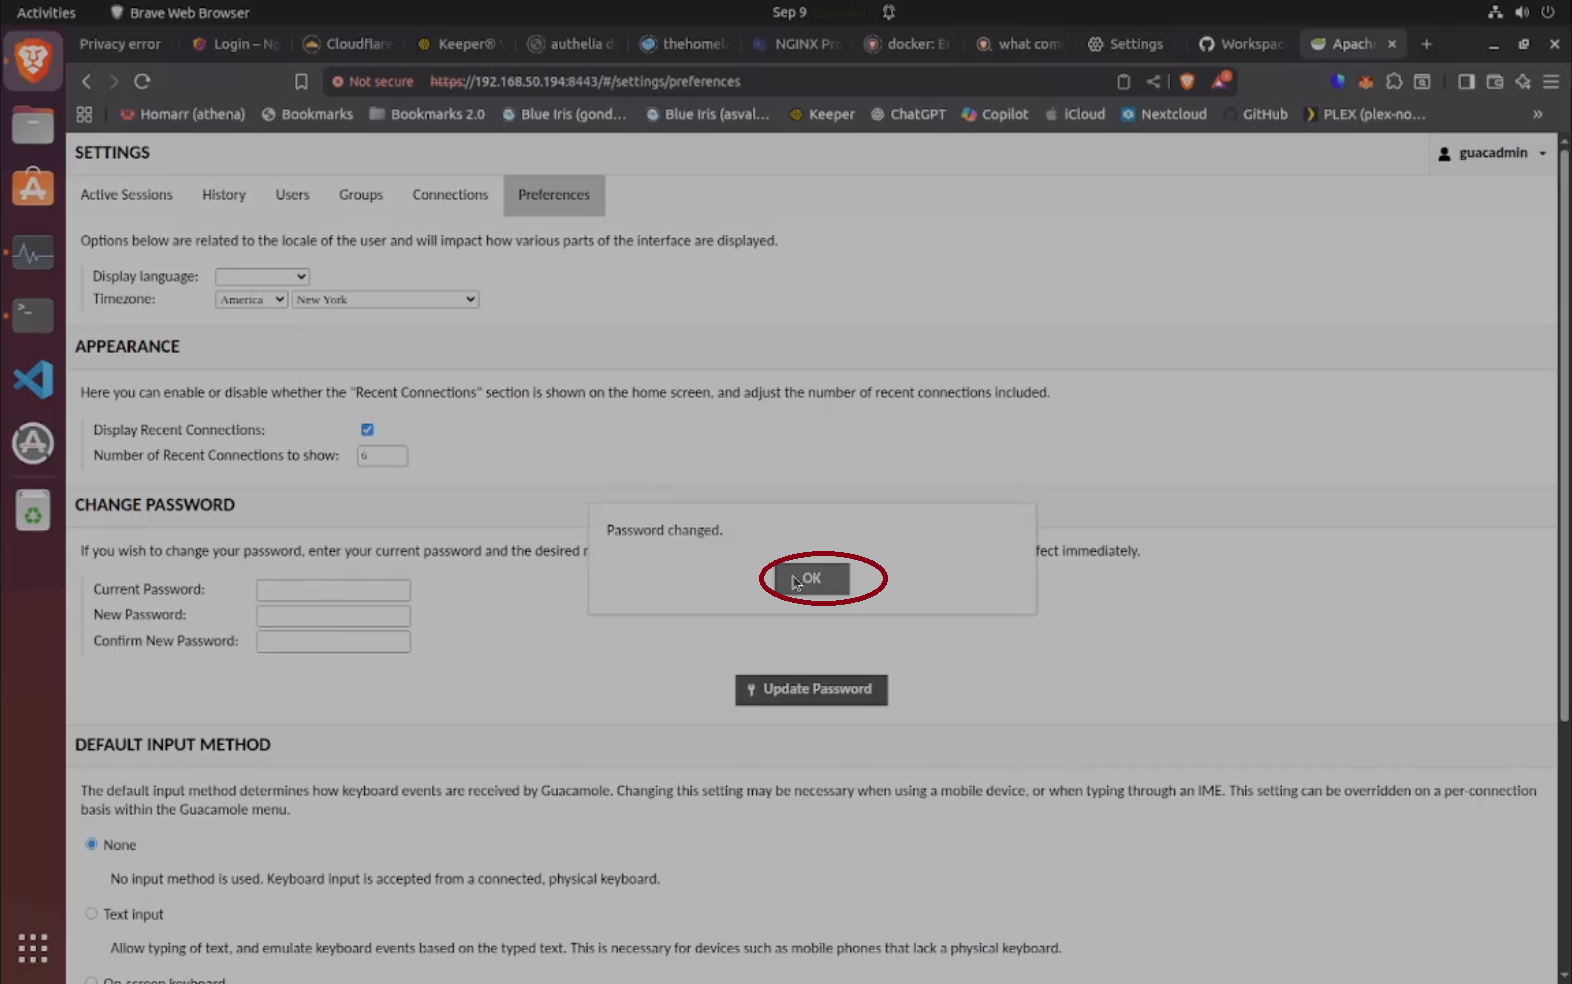 Activities
Brave Web Browser
Sep 9
Privacy error
Login – N
Cloudflare
Keeper®
authelia d
thehomel
NGINX Pro
docker: Er
what com
Settings
Workspac
Apach
Not secure
https://192.168.50.194:8443/#/settings/preferences
Homarr (athena)
Bookmarks
Bookmarks 2.0
Blue Iris (gond...
Blue Iris (asval...
Keeper
ChatGPT
Copilot
iCloud
Nextcloud
GitHub
PLEX (plex-no...
SETTINGS
guacadmin
Active Sessions
History
Users
Groups
Connections
Preferences
Options below are related to the locale of the user and will impact how various parts of the interface are displayed.
Display language:
Timezone:
America
New York
APPEARANCE
Here you can enable or disable whether the "Recent Connections" section is shown on the home screen, and adjust the number of recent connections included.
Display Recent Connections:
Number of Recent Connections to show:
6
CHANGE PASSWORD
Password changed.
If you wish to change your password, enter your current password and the desired
fect immediately.
OK
Current Password:
New Password:
Confirm New Password:
Update Password
DEFAULT INPUT METHOD
The default input method determines how keyboard events are received by Guacamole. Changing this setting may be necessary when using a mobile device, or when typing through an IME. This setting can be overridden on a per-connection
basis within the Guacamole menu.
None
No input method is used. Keyboard input is accepted from a connected, physical keyboard.
Text input
Allow typing of text, and emulate keyboard events based on the typed text. This is necessary for devices such as mobile phones that lack a physical keyboard.
On-screen keyboard